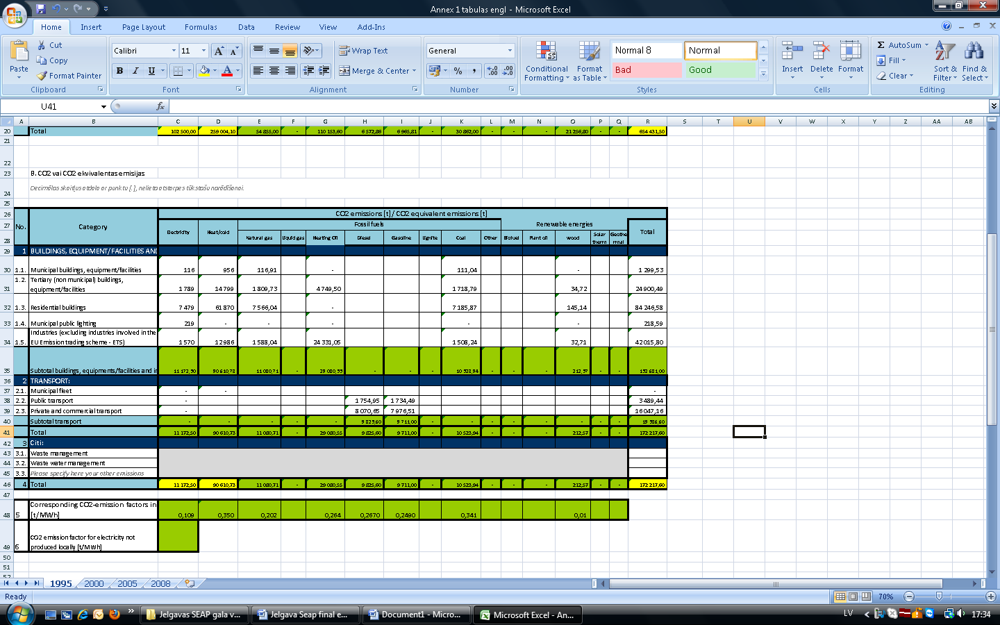 Annex 1 tabulas engl - Microsoft Excel
Home Insert Page Layout Formulas Data Review View Add-Ins
Paste Cut Copy Format Painter Clipboard
Calibri 11 B I U Font
Wrap Text Merge & Center Alignment
General % Number
Conditional Formatting Format as Table Normal 8 Normal Bad Good Styles
Insert Delete Format Cells
AutoSum Fill Clear Sort & Filter Find & Select Editing
U41 fx
A B C D E F G H I J K L M N O P Q R S T U V W X Y Z AA AB
20 Total 102 500,00 259 004,10 54 855,00 - 110 153,60 - 30 862,00 - - - 21 256,80 - - 654 431,50
21
22
23 B. CO2 vai CO2 ekvivalentas emisijas
24 Decimālas skaitļus atdala ar punktu [.], nelieto atstarpes tūkstošu norādīšanai.
25
26 CO2 emissions [t] / CO2 equivalent emissions [t]
27 No. Category Electricity Heat/cold Fossil fuels Renewable energies Total
28 Natural gas Liquid gas Heating Oil Diesel Gasoline Lignite Coal Other Biofuel Plant oil wood Solar therm Geothe rmal
29 1 BUILDINGS, EQUIPMENT/FACILITIES AND
30 1.1. Municipal buildings, equipment/facilities 116 956 116,91 - 111,04 - 1 299,53
31 1.2. Tertiary (non municipal) buildings, equipment/facilities 1 789 14 799 1 809,73 4 749,50 1 718,79 34,72 24 900,49
32 1.3. Residential buildings 7 479 61 870 7 566,04 - 7 185,87 145,14 84 246,58
33 1.4. Municipal public lighting 219 - - - - - 218,59
34 1.5. Industries (excluding industries involved in the EU Emission trading scheme - ETS) 1 570 12 986 1 588,04 24 331,05 1 508,24 32,71 42 015,80
35 Subtotal buildings, equipments/facilities and in 11 172,50 90 610,73 11 080,71 - 29 080,55 - - - 10 523,94 - - - 212,57 - - 152 681,00
36 2 TRANSPORT:
37 2.1. Municipal fleet - - -
38 2.2. Public transport - 1 754,95 1 734,49 3 489,44
39 2.3. Private and commercial transport - 8 070,65 7 976,51 16 047,16
40 Subtotal transport - - - - - 9 825,60 9 711,00 - - - - - - - - 19 536,60
41 Total 11 172,50 90 610,73 11 080,71 - 29 080,55 9 825,60 9 711,00 - 10 523,94 - - - 212,57 - - 172 217,60
42 3 Citi:
43 3.1. Waste management
44 3.2. Waste water management
45 3.3. Please specify here your other emissions
46 4 Total 11 172,50 90 610,73 11 080,71 - 29 080,55 9 825,60 9 711,00 - 10 523,94 - - - 212,57 - - 172 217,60
47
48 5 Corresponding CO2-emission factors in [t/MWh] 0,109 0,350 0,202 0,264 0,2670 0,2490 0,341 0,01
49 6 CO2 emission factor for electricity not produced locally [t/MWh]
50
51
1995 2000 2005 2008
Ready 70%
Jelgavas SEAP gala v... Jelgava Seap final e... Document1 - Micro... Microsoft Excel - An... LV 17:34